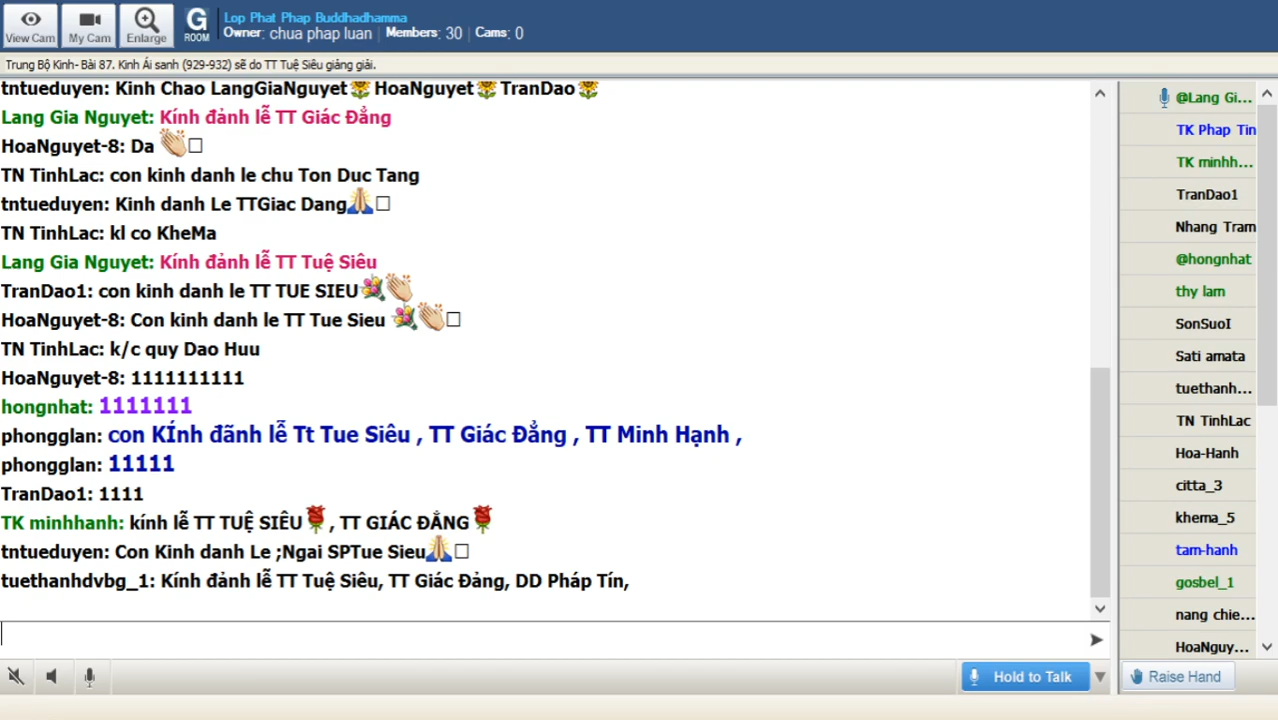 View Cam
My Cam
Enlarge
G
ROOM
Lop Phat Phap Buddhadhamma
Owner: chua phap luan | Members: 30 | Cams: 0
Trung Bộ Kinh- Bài 87. Kinh Ái sanh (929-932) sẽ do TT Tuệ Siêu giảng giải.
tntueduyen: Kinh Chao LangGiaNguyet🌻HoaNguyet🌻TranDao🌻
Lang Gia Nguyet: Kính đảnh lễ TT Giác Đẳng
HoaNguyet-8: Da 👏🏼□
TN TinhLac: con kinh danh le chu Ton Duc Tang
tntueduyen: Kinh danh Le TTGiac Dang🙏🏼□
TN TinhLac: kl co KheMa
Lang Gia Nguyet: Kính đảnh lễ TT Tuệ Siêu
TranDao1: con kinh danh le TT TUE SIEU💐👏🏼
HoaNguyet-8: Con kinh danh le TT Tue Sieu 💐👏🏼□
TN TinhLac: k/c quy Dao Huu
HoaNguyet-8: 1111111111
hongnhat: 1111111
phongglan: con KÍnh đãnh lễ Tt Tue Siêu , TT Giác Đẳng , TT Minh Hạnh ,
phongglan: 11111
TranDao1: 1111
TK minhhanh: kính lễ TT TUỆ SIÊU🌹, TT GIÁC ĐẲNG🌹
tntueduyen: Con Kinh danh Le ;Ngai SPTue Sieu🙏🏼□
tuethanhdvbg_1: Kính đảnh lễ TT Tuệ Siêu, TT Giác Đảng, DD Pháp Tín,
@Lang Gi...
TK Phap Tin
TK minhh...
TranDao1
Nhang Tram
@hongnhat
thy lam
SonSuoI
Sati amata
tuethanh...
TN TinhLac
Hoa-Hanh
citta_3
khema_5
tam-hanh
gosbel_1
nang chie...
HoaNguy...
Hold to Talk
Raise Hand